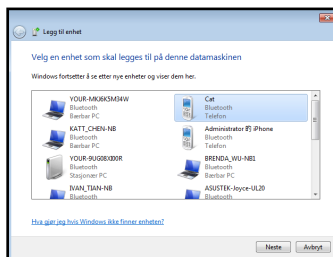 Legg til enhet
Velg en enhet som skal legges til på denne datamaskinen
Windows fortsetter å se etter nye enheter og viser dem her.
YOUR-MKI6K5M34W
Bluetooth
Bærbar PC
Cat
Bluetooth
Telefon
KATT_CHEN-NB
Bluetooth
Bærbar PC
Administrator 的 iPhone
Bluetooth
Telefon
YOUR-9UG08XI00R
Bluetooth
Stasjonær PC
BRENDA_WU-NB1
Bluetooth
Bærbar PC
IVAN_TIAN-NB
Bluetooth
ASUSTEK-Joyce-UL20
Bluetooth
Hva gjør jeg hvis Windows ikke finner enheten?
Neste
Avbryt